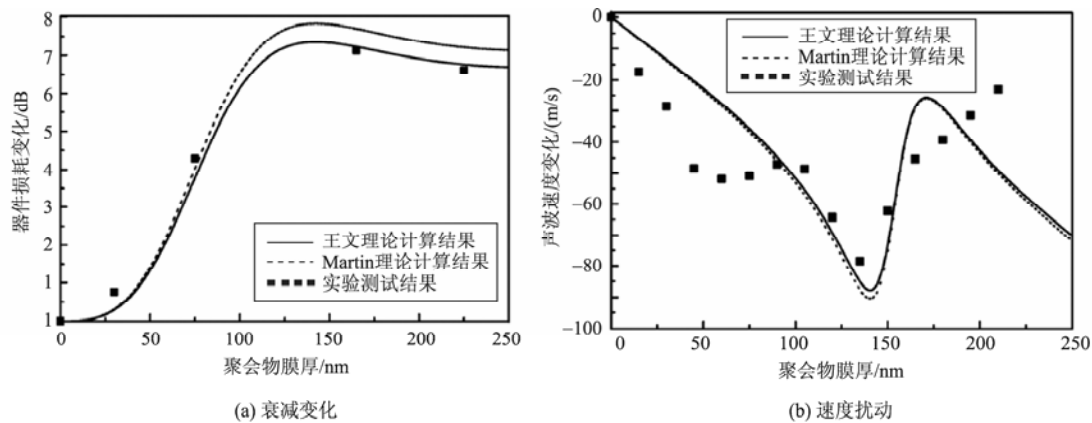 器件损耗变化/dB
8
7
6
5
4
3
2
1
1
王文理论计算结果
Martin理论计算结果
实验测试结果
0
50
100
150
200
250
聚会物膜厚/nm
(a) 衰减变化
声波速度变化/(m/s)
0
−20
−40
−60
−80
−100
王文理论计算结果
Martin理论计算结果
实验测试结果
0
50
100
150
200
250
聚会物膜厚/nm
(b) 速度扰动